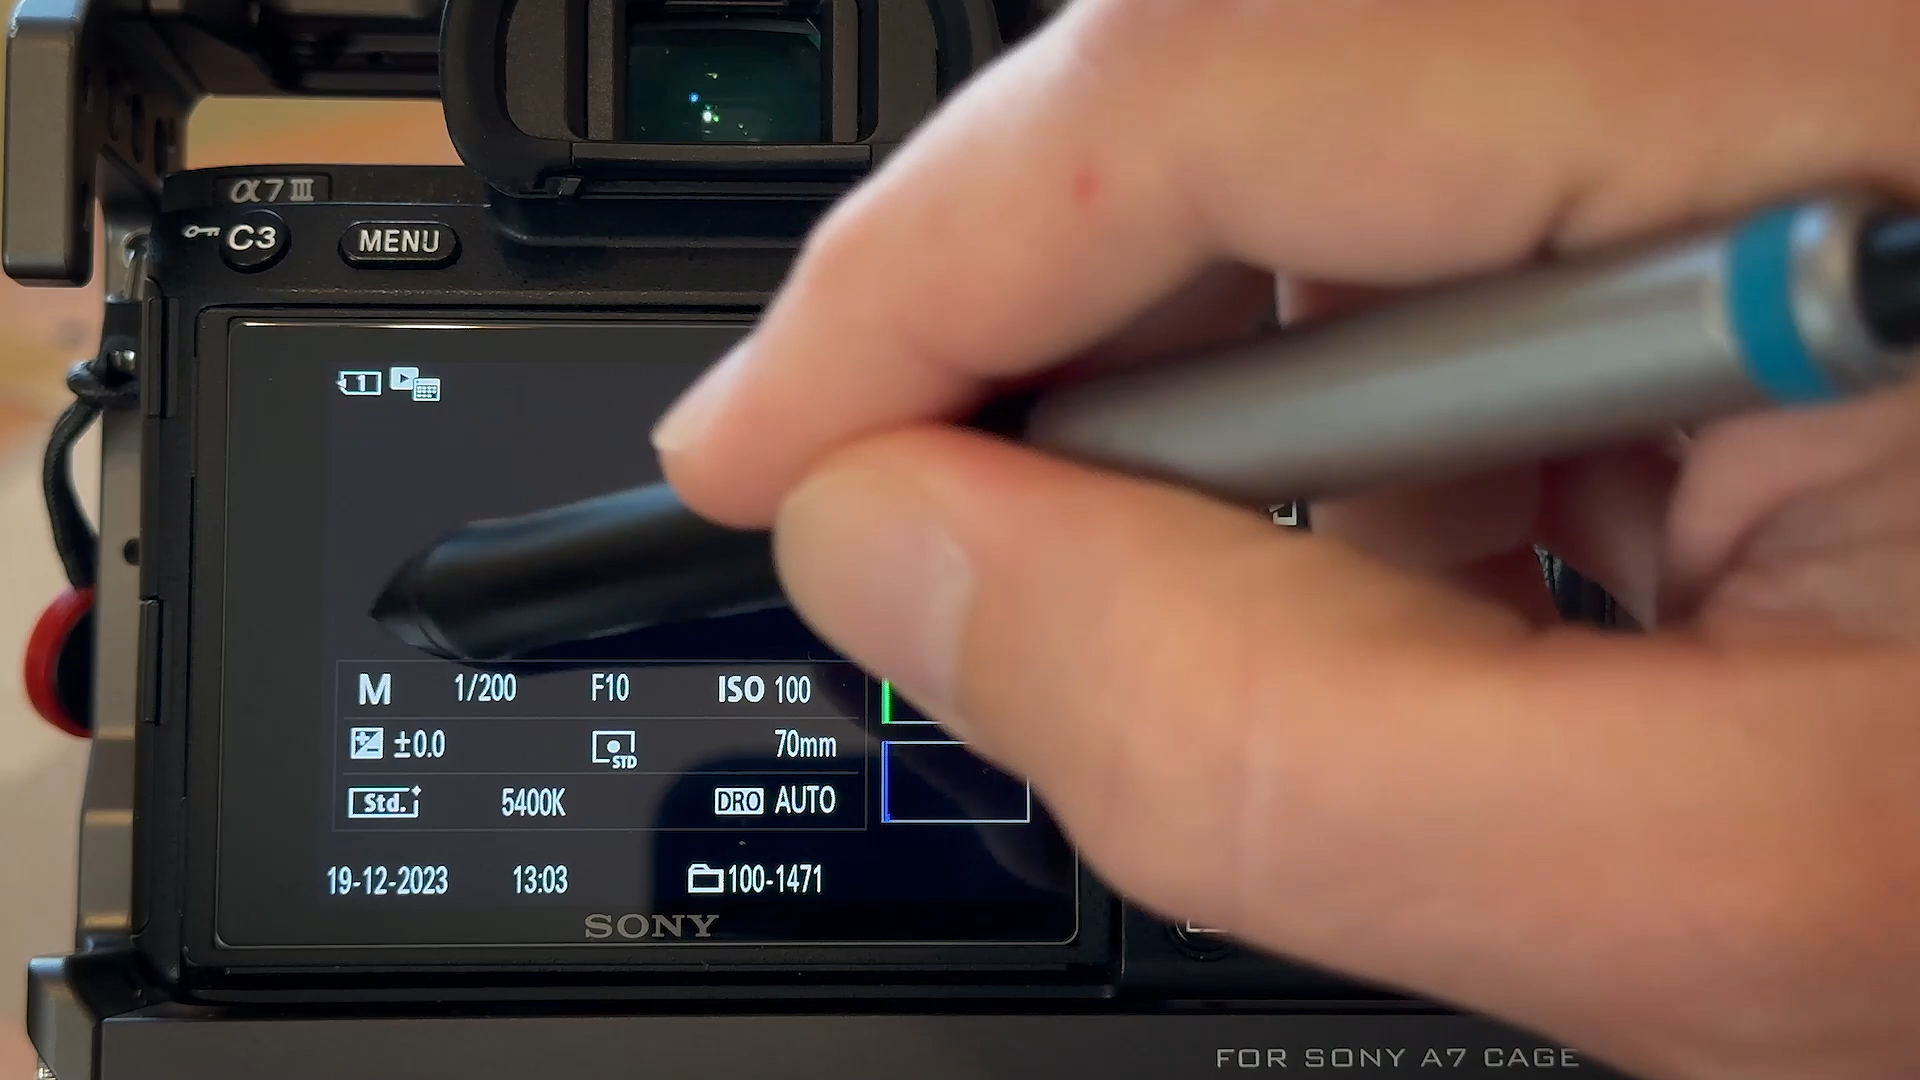 α7III
C3
MENU
1
M 1/200 F10 ISO 100
±0.0 STD 70mm
Std. 5400K DRO AUTO
19-12-2023 13:03 100-1471
SONY
FOR SONY A7 CAGE